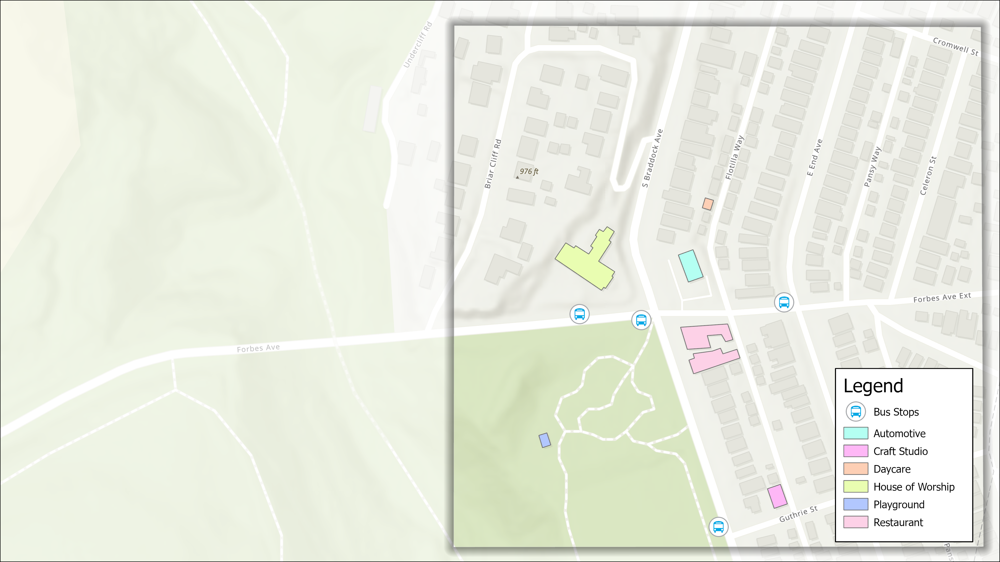 Undercliff Rd
Cromwell St
Briar Cliff Rd
976 ft
S Braddock Ave
Flotilla Way
E End Ave
Pansy Way
Celeron St
Forbes Ave Ext
Forbes Ave
Guthrie St
Legend
Bus Stops
Automotive
Craft Studio
Daycare
House of Worship
Playground
Restaurant